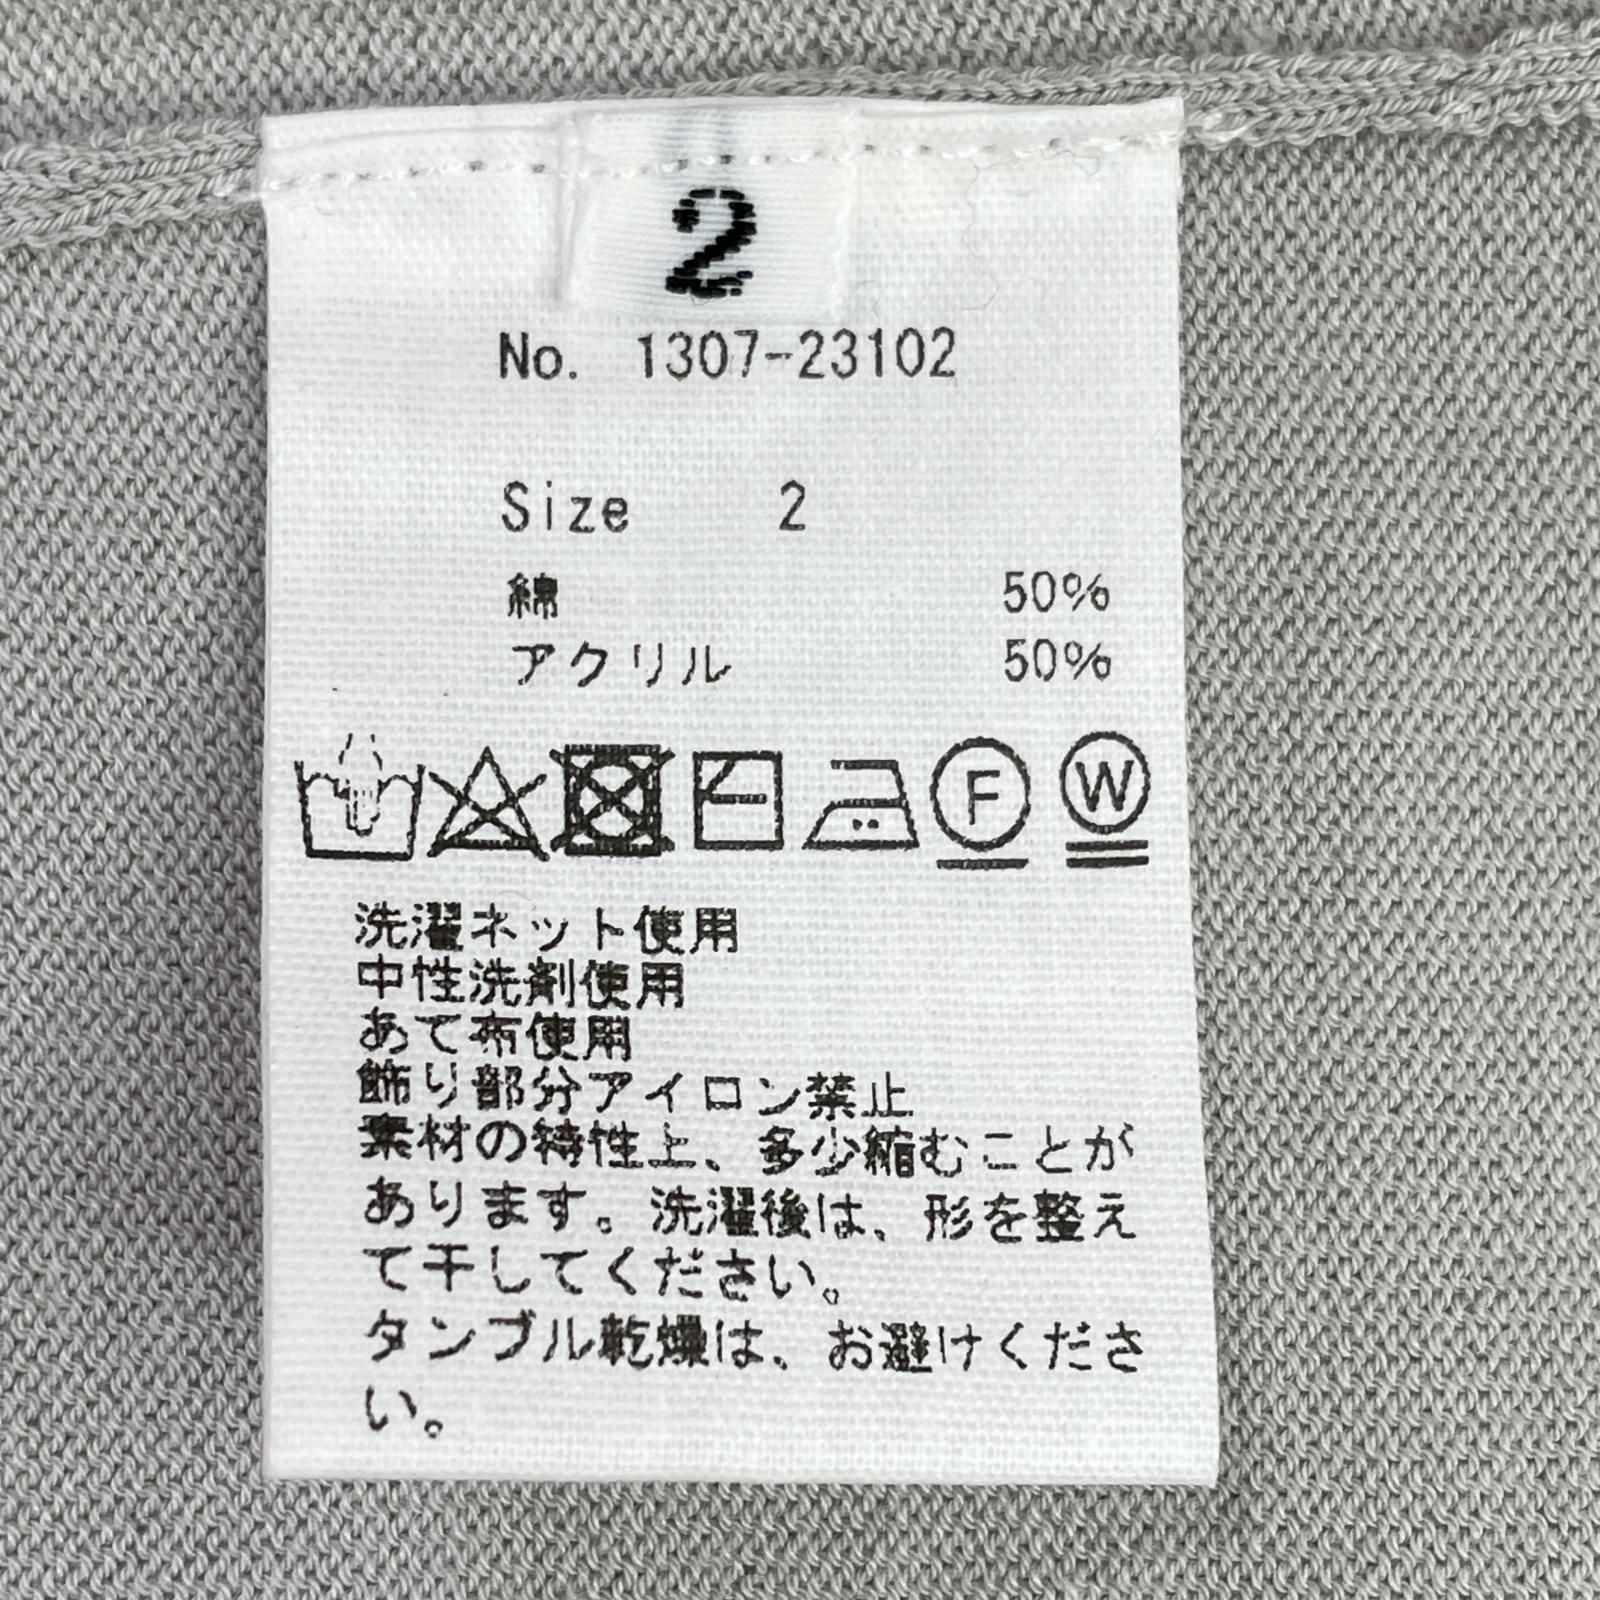 2
No. 1307-23102
Size 2
綿 50%
アクリル 50%
F W
洗濯ネット使用
中性洗剤使用
あて布使用
飾り部分アイロン禁止
素材の特性上、多少縮むことが
あります。洗濯後は、形を整え
て干してください。
タンブル乾燥は、お避けくださ
い。